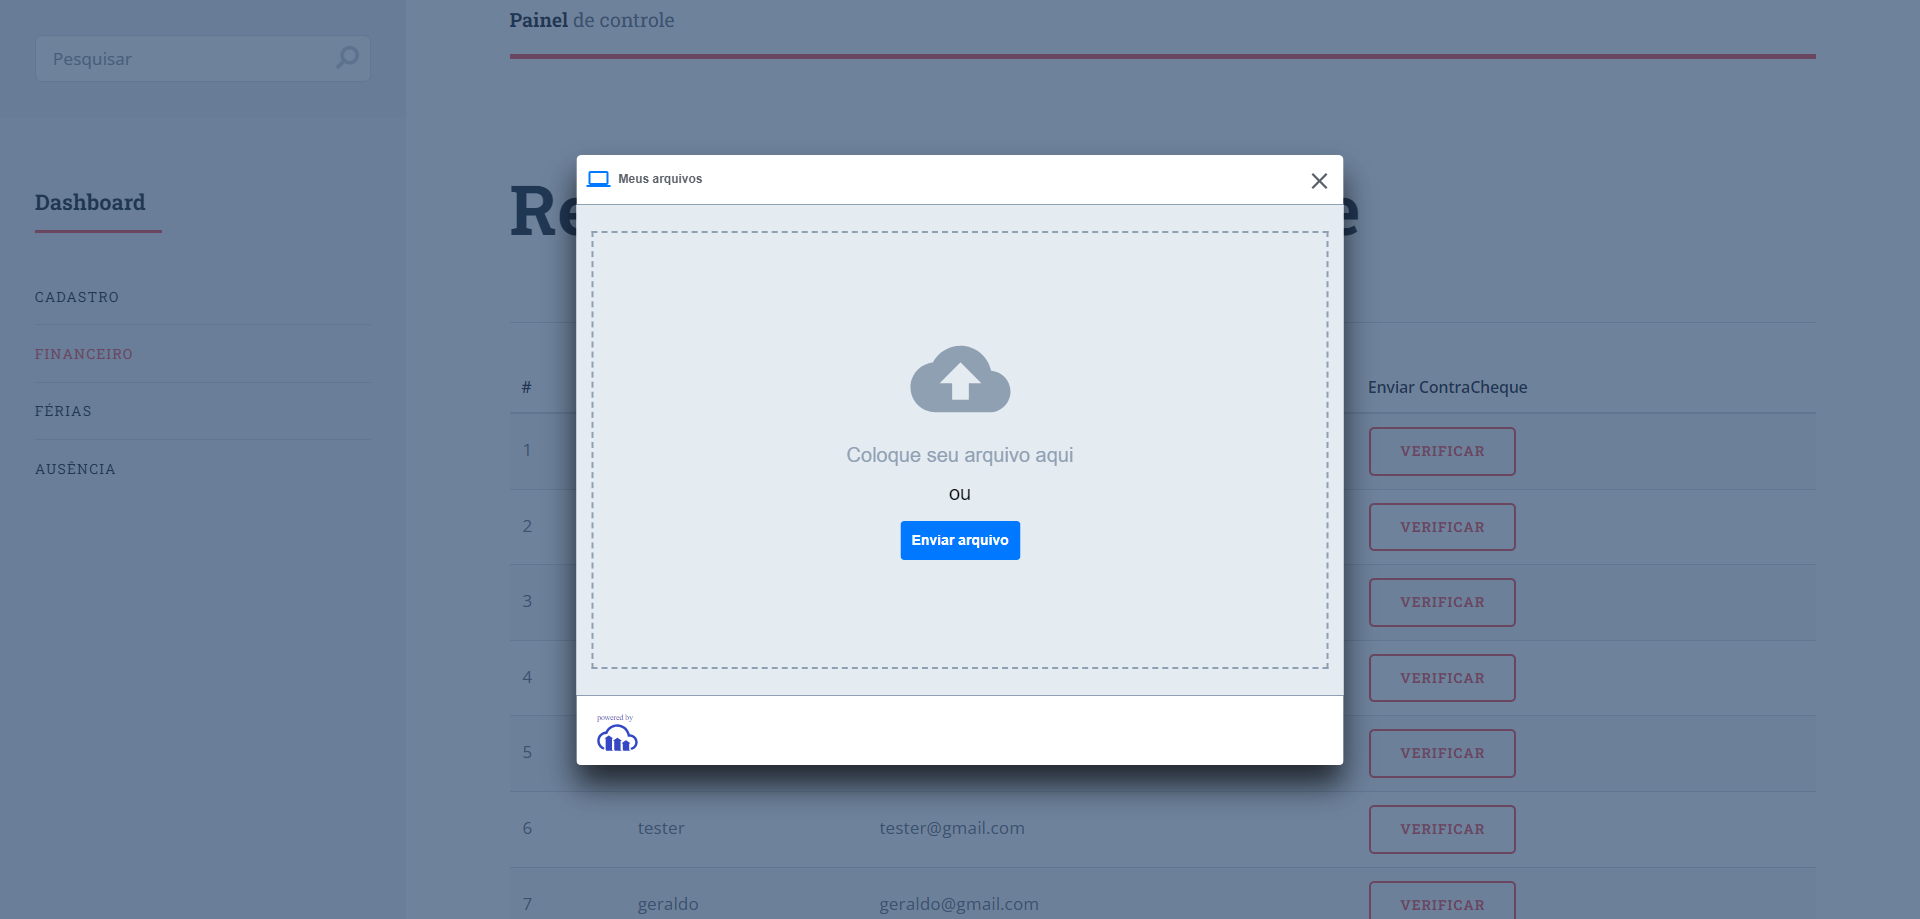 Painel de controle
Pesquisar
Dashboard
CADASTRO
FINANCEIRO
FÉRIAS
AUSÊNCIA
Meus arquivos
Coloque seu arquivo aqui
ou
Enviar arquivo
powered by
# Enviar ContraCheque
1 VERIFICAR
2 VERIFICAR
3 VERIFICAR
4 VERIFICAR
5 VERIFICAR
6 tester tester@gmail.com VERIFICAR
7 geraldo geraldo@gmail.com VERIFICAR